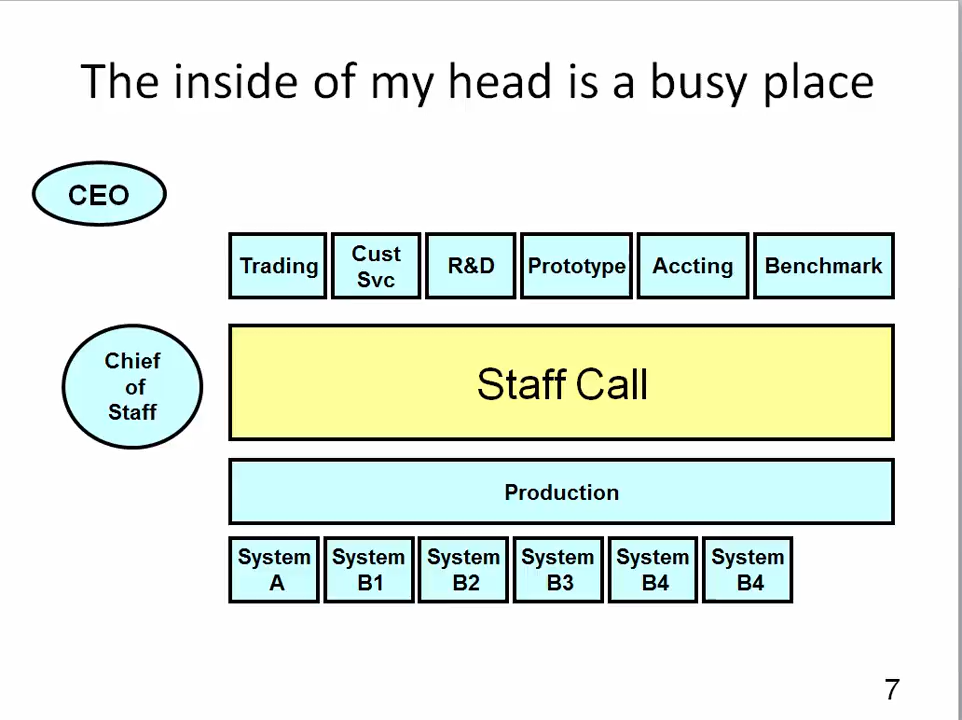 The inside of my head is a busy place
CEO
Trading
Cust
Svc
R&D
Prototype
Accting
Benchmark
Chief
of
Staff
Staff Call
Production
System
A
System
B1
System
B2
System
B3
System
B4
System
B4
7